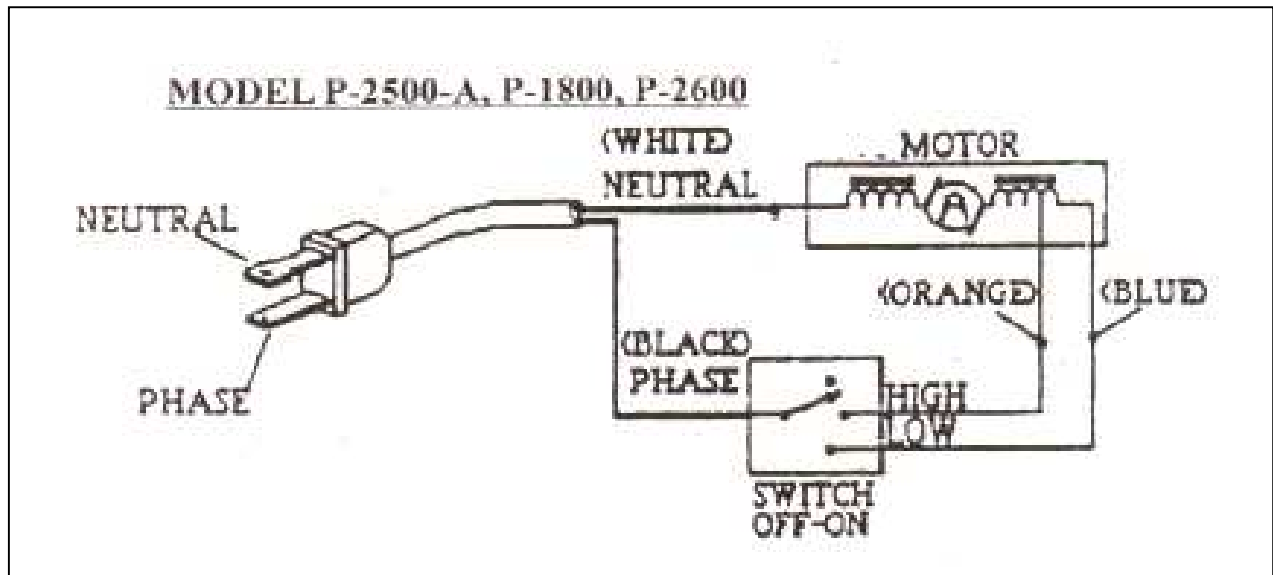 MODEL P-2500-A, P-1800, P-2600
(WHITE)
NEUTRAL
MOTOR
NEUTRAL
(ORANGE)
(BLUE)
(BLACK)
PHASE
PHASE
HIGH
LOW
SWITCH
OFF-ON